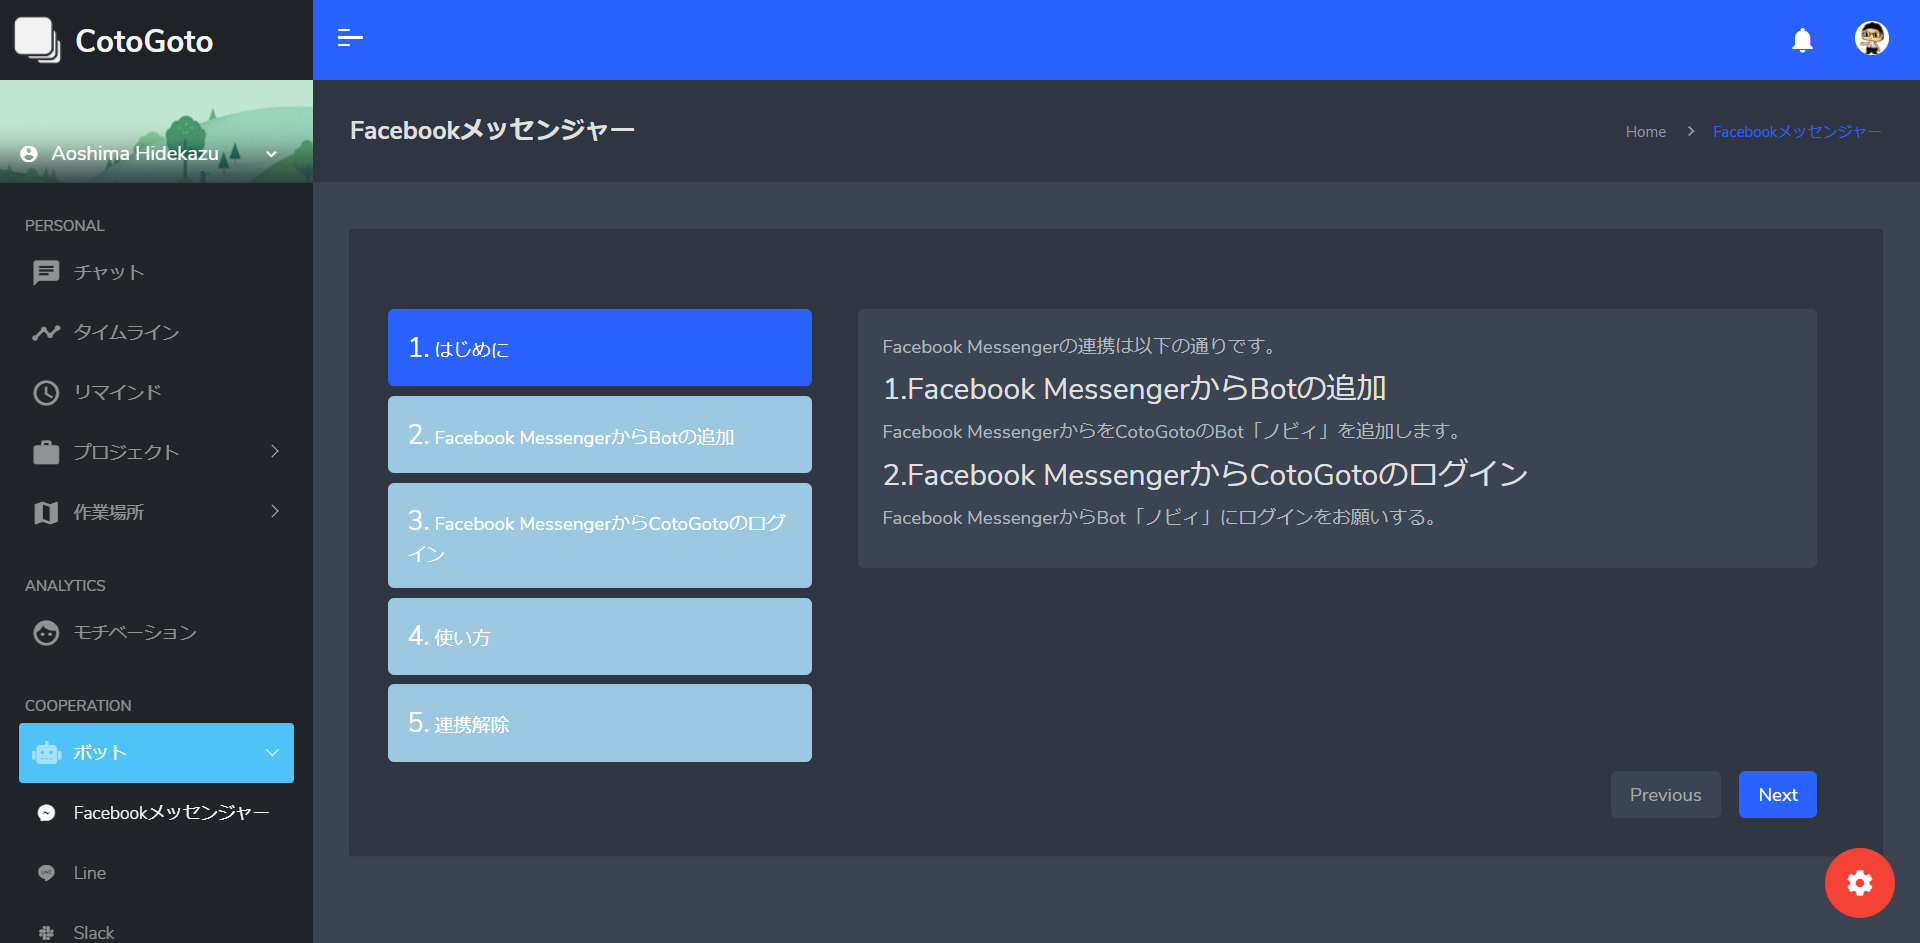 CotoGoto
Aoshima Hidekazu
PERSONAL
チャット
タイムライン
リマインド
プロジェクト
作業場所
ANALYTICS
モチベーション
COOPERATION
ボット
Facebookメッセンジャー
Line
Slack
Facebookメッセンジャー
Home
Facebookメッセンジャー
1. はじめに
2. Facebook MessengerからBotの追加
3. Facebook MessengerからCotoGotoのログ
イン
4. 使い方
5. 連携解除
Facebook Messengerの連携は以下の通りです。
1.Facebook MessengerからBotの追加
Facebook MessengerからをCotoGotoのBot「ノビィ」を追加します。
2.Facebook MessengerからCotoGotoのログイン
Facebook MessengerからBot「ノビィ」にログインをお願いする。
Previous
Next